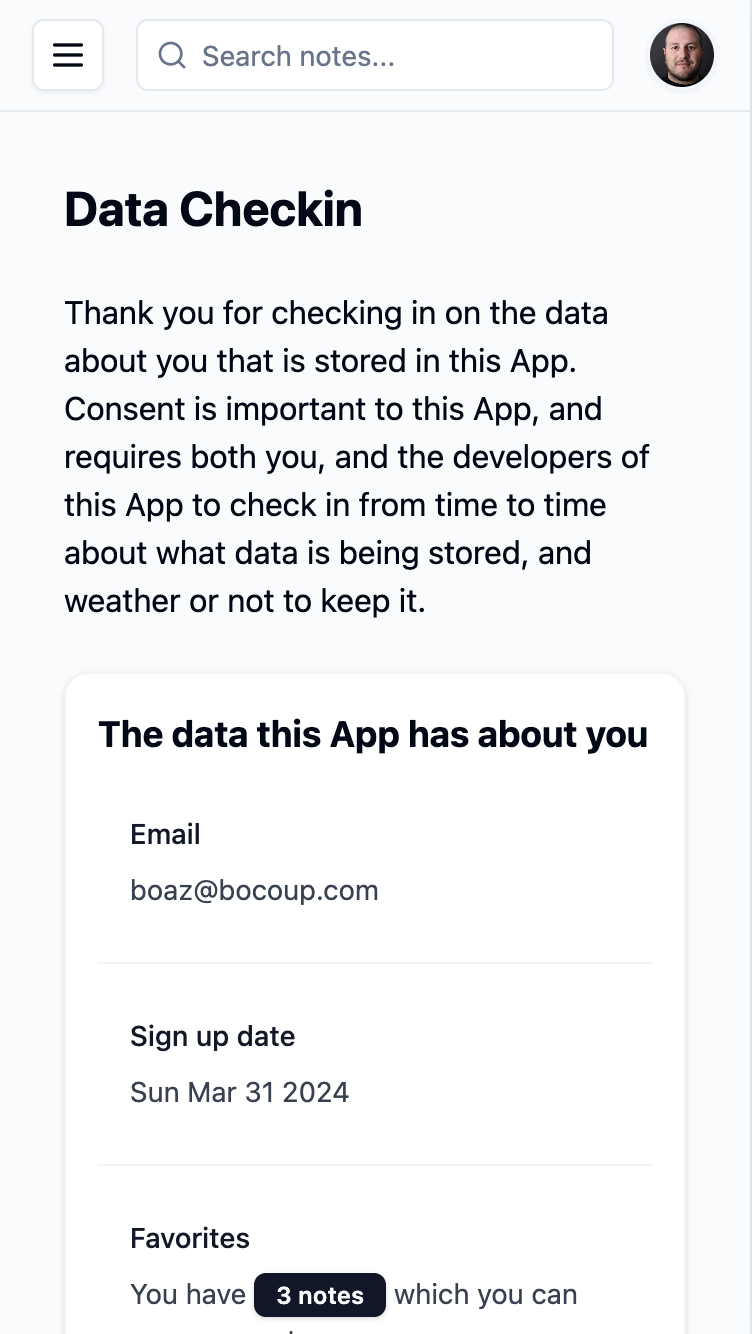 Search notes...
Data Checkin
Thank you for checking in on the data
about you that is stored in this App.
Consent is important to this App, and
requires both you, and the developers of
this App to check in from time to time
about what data is being stored, and
weather or not to keep it.
The data this App has about you
Email
boaz@bocoup.com
Sign up date
Sun Mar 31 2024
Favorites
You have 3 notes which you can